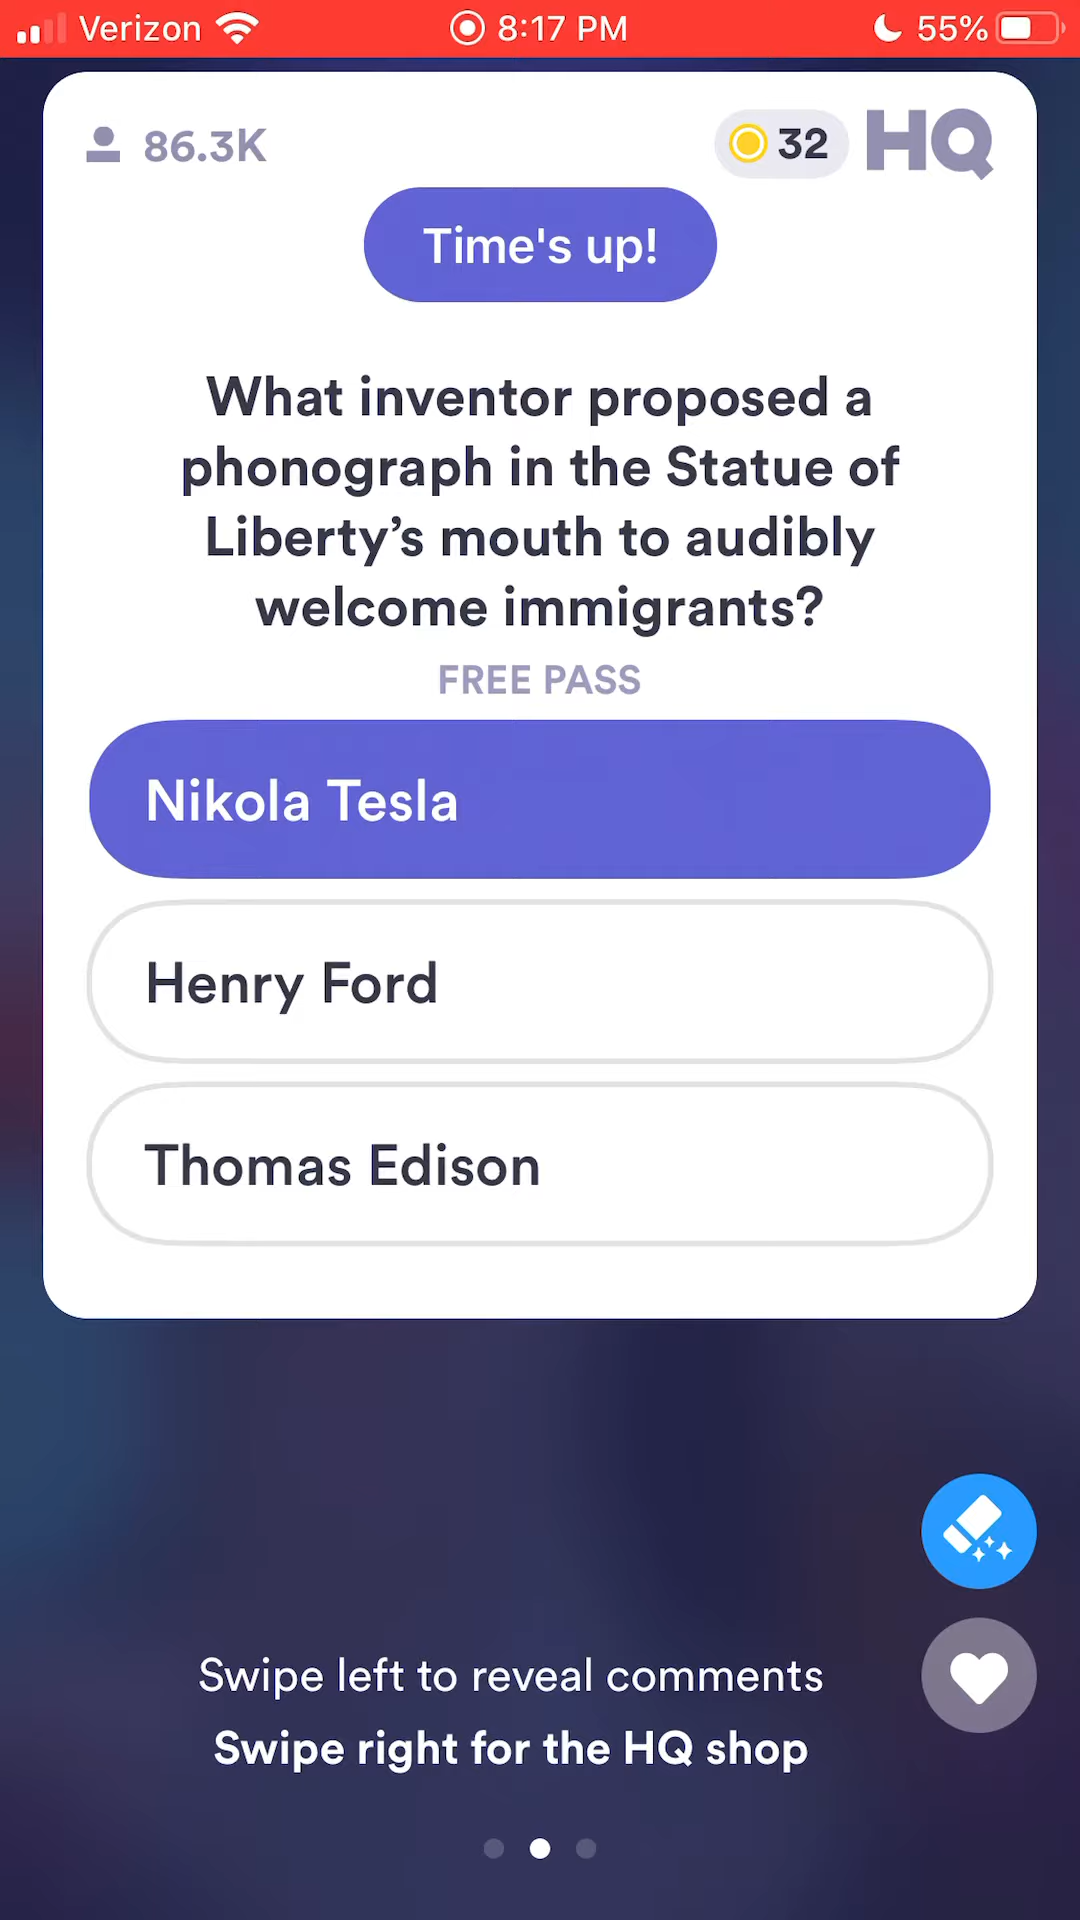 Verizon 8:17 PM 55%
86.3K 32 HQ
Time's up!
What inventor proposed a
phonograph in the Statue of
Liberty’s mouth to audibly
welcome immigrants?
FREE PASS
Nikola Tesla
Henry Ford
Thomas Edison
Swipe left to reveal comments
Swipe right for the HQ shop